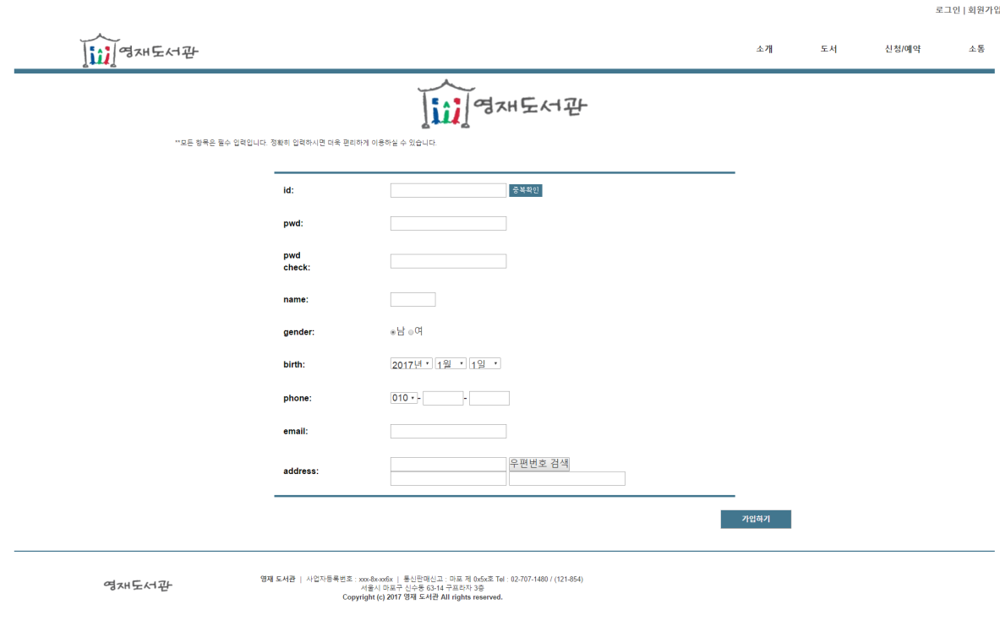 로그인 | 회원가입
영재도서관
소개 도서 신청/예약 소통
영재도서관
**모든 항목은 필수 입력입니다. 정확히 입력하시면 더욱 편리하게 이용하실 수 있습니다.
id: 중복확인
pwd:
pwd
check:
name:
gender: 남 여
birth: 2017년 1월 1일
phone: 010 - -
email:
address: 우편번호 검색
가입하기
영재도서관
영재 도서관 | 사업자등록번호 : xxx-8x-xx6x | 통신판매신고 : 마포 제 0x5x호 Tel : 02-707-1480 / (121-854)
서울시 마포구 신수동 63-14 구프라자 3층
Copyright (c) 2017 영재 도서관 All rights reserved.